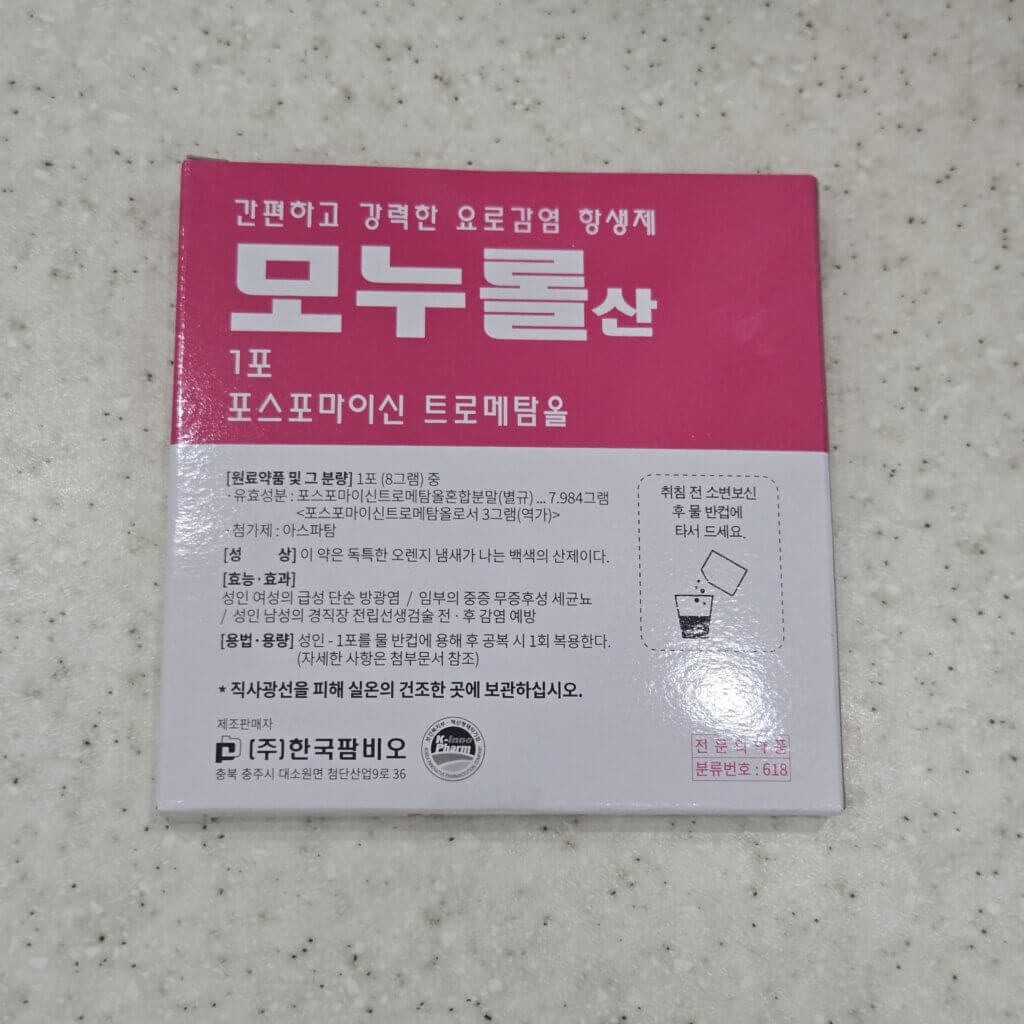 간편하고 강력한 요로감염 항생제
모누롤산
1포
포스포마이신 트로메탐올
[원료약품 및 그 분량] 1포 (8그램) 중
· 유효성분 : 포스포마이신트로메탐올혼합분말(별규) ... 7.984그램
<포스포마이신트로메탐올로서 3그램(역가)>
· 첨가제 : 아스파탐
[성 상] 이 약은 독특한 오렌지 냄새가 나는 백색의 산제이다.
[효능·효과]
성인 여성의 급성 단순 방광염 / 임부의 중증 무증후성 세균뇨
/ 성인 남성의 경직장 전립선생검술 전 · 후 감염 예방
[용법·용량] 성인 - 1포를 물 반컵에 용해 후 공복 시 1회 복용한다.
(자세한 사항은 첨부문서 참조)
* 직사광선을 피해 실온의 건조한 곳에 보관하십시오.
취침 전 소변보신
후 물 반컵에
타서 드세요.
제조판매자
(주)한국팜비오
충북 충주시 대소원면 첨단산업9로 36
K-inno
Pharm
전문의약품
분류번호 : 618